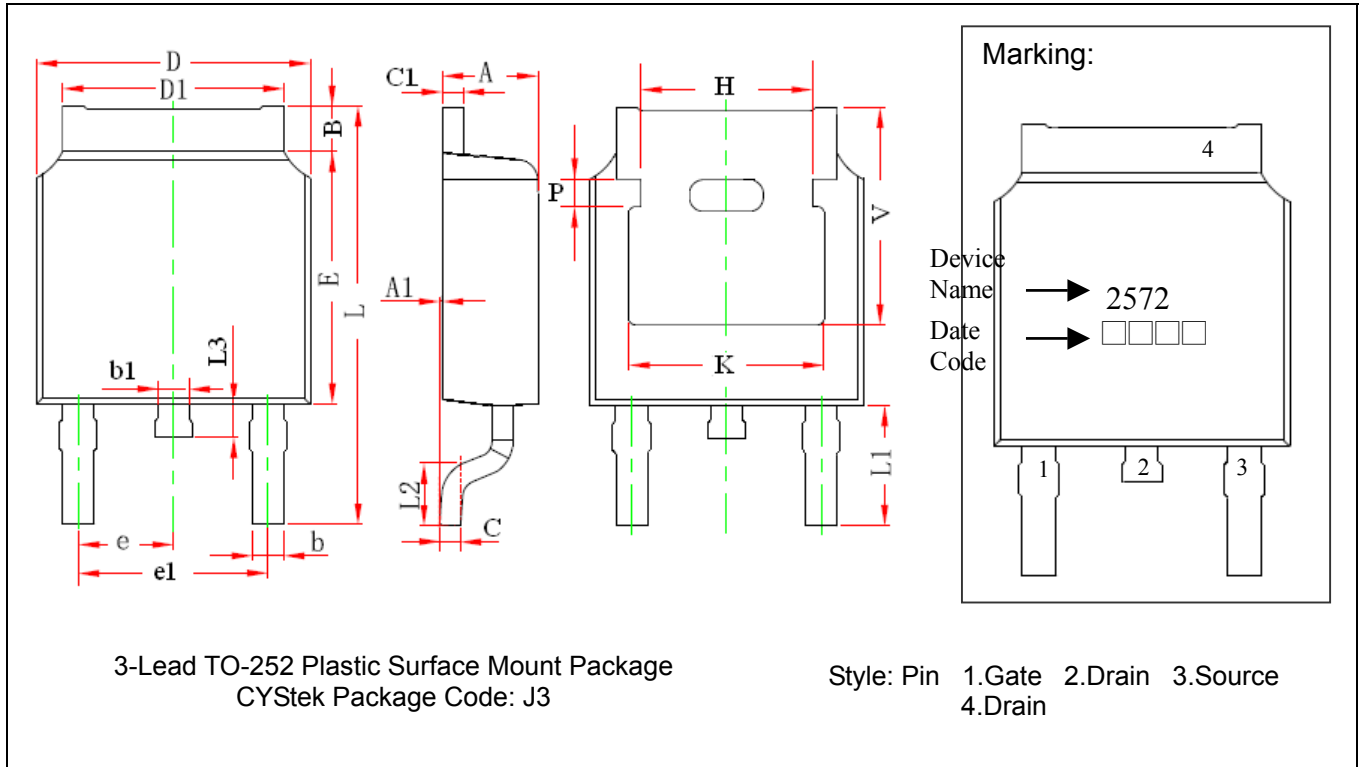 D
D1
B
E
L
L3
b1
e
b
e1
C1
A
A1
L2
C
H
P
V
K
L1
Marking:
4
Device
Name
2572
Date
Code
□□□□
1
2
3
3-Lead TO-252 Plastic Surface Mount Package
CYStek Package Code: J3
Style: Pin 1.Gate 2.Drain 3.Source
4.Drain